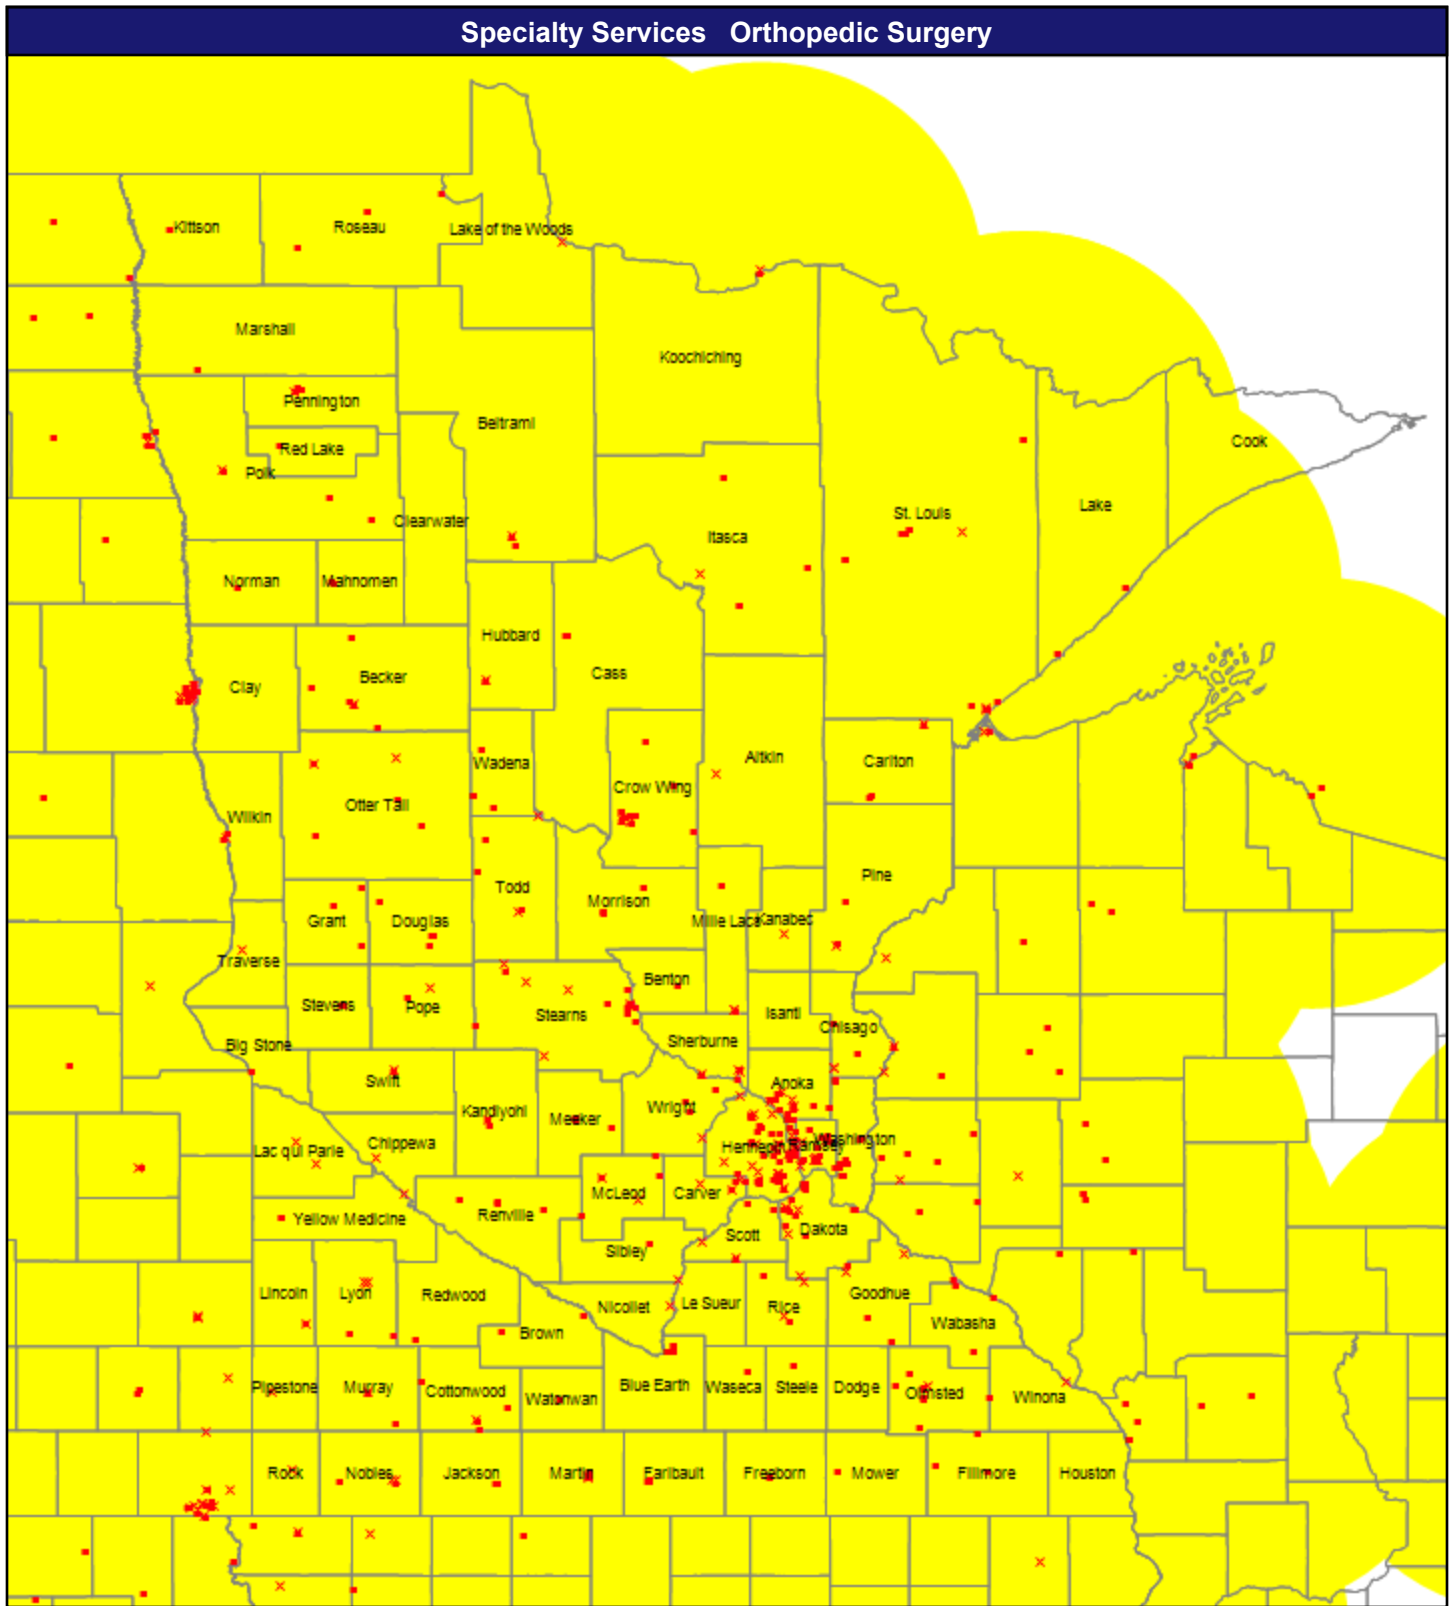 Specialty Services Orthopedic Surgery
Kittson
Roseau
Lake of the Woods
Marshall
Koochiching
Pennington
Beltrami
Cook
Red Lake
Polk
Lake
Clearwater
St. Louis
Itasca
Norman
Mahnomen
Hubbard
Cass
Becker
Clay
Aitkin
Carlton
Wadena
Crow Wing
Otter Tail
Wilkin
Pine
Todd
Morrison
Grant
Douglas
Mille Lacs
Kanabec
Traverse
Benton
Stevens
Pope
Stearns
Isanti
Chisago
Sherburne
Big Stone
Swift
Anoka
Wright
Kandiyohi
Meeker
Washington
Chippewa
Hennepin
Ramsey
Lac qui Parle
McLeod
Carver
Renville
Yellow Medicine
Dakota
Scott
Sibley
Lincoln
Lyon
Redwood
Goodhue
Nicollet
Le Sueur
Rice
Wabasha
Brown
Blue Earth
Pipestone
Murray
Cottonwood
Waseca
Steele
Dodge
Olmsted
Winona
Watonwan
Rock
Nobles
Jackson
Martin
Faribault
Freeborn
Mower
Fillmore
Houston